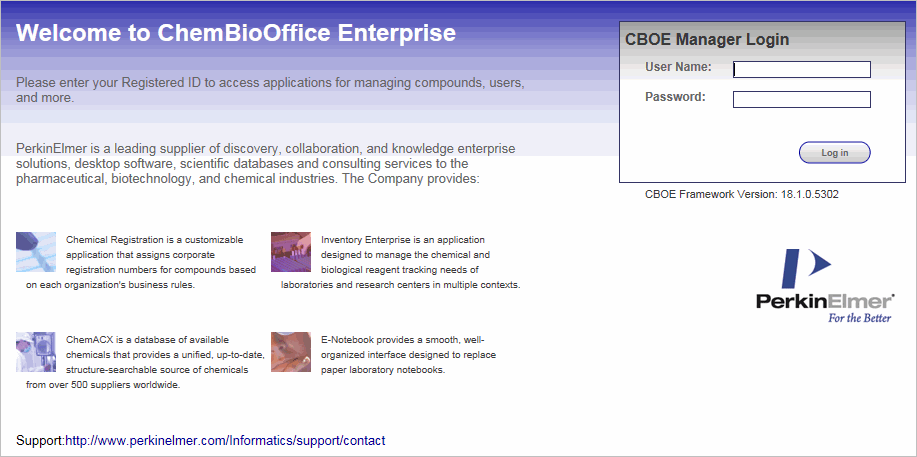 Welcome to ChemBioOffice Enterprise
Please enter your Registered ID to access applications for managing compounds, users,
and more.
PerkinElmer is a leading supplier of discovery, collaboration, and knowledge enterprise
solutions, desktop software, scientific databases and consulting services to the
pharmaceutical, biotechnology, and chemical industries. The Company provides:
Chemical Registration is a customizable
application that assigns corporate
registration numbers for compounds based
on each organization's business rules.
Inventory Enterprise is an application
designed to manage the chemical and
biological reagent tracking needs of
laboratories and research centers in multiple contexts.
ChemACX is a database of available
chemicals that provides a unified, up-to-date,
structure-searchable source of chemicals
from over 500 suppliers worldwide.
E-Notebook provides a smooth, well-
organized interface designed to replace
paper laboratory notebooks.
Support:http://www.perkinelmer.com/Informatics/support/contact
CBOE Manager Login
User Name:
Password:
Log in
CBOE Framework Version: 18.1.0.5302
PerkinElmer
For the Better